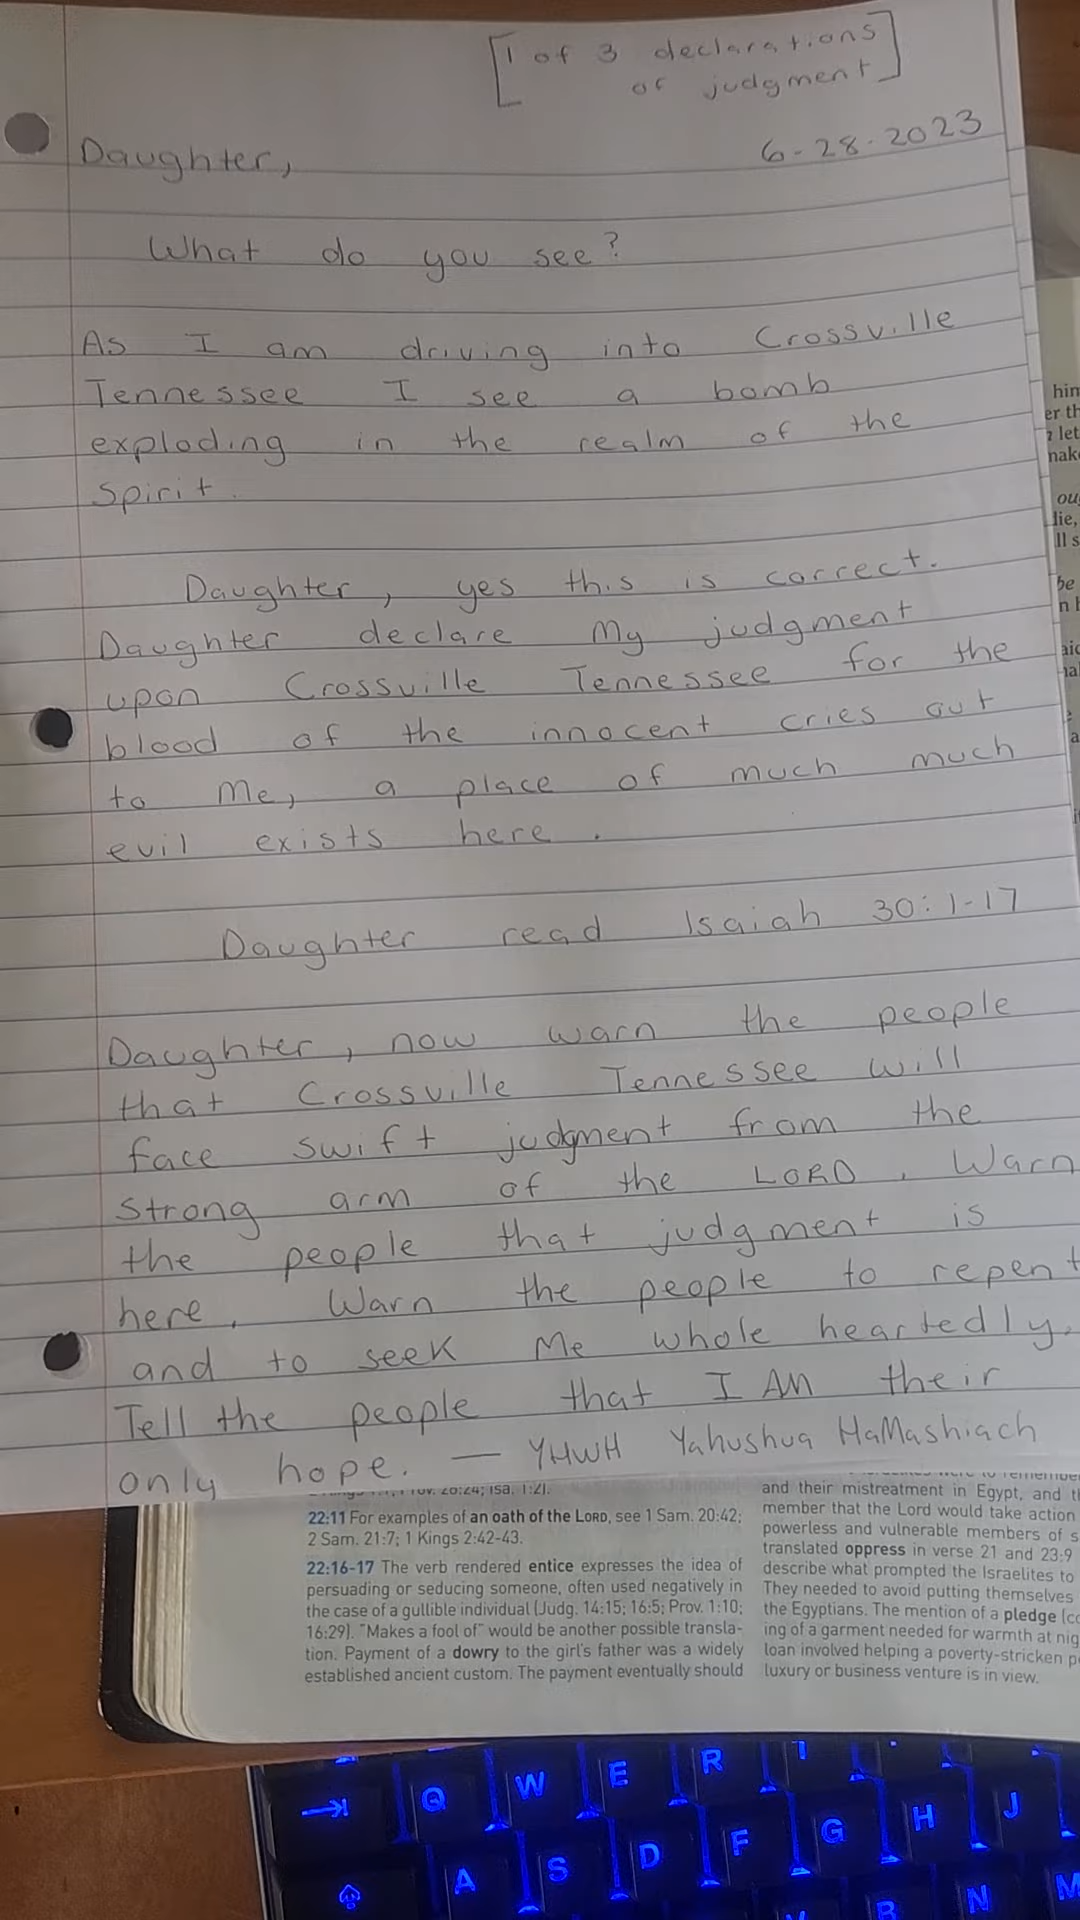 [1 of 3 declarations
of judgment]
6-28-2023
Daughter,
What do you see?
As I am driving into Crossville
Tennessee I see a bomb
exploding in the realm of the
Spirit.
Daughter, yes this is correct.
Daughter declare My judgment
upon Crossville Tennessee for the
blood of the innocent cries out
to Me, a place of much much
evil exists here.
Daughter read Isaiah 30:1-17
Daughter, now warn the people
that Crossville Tennessee will
face swift judgment from the
strong arm of the LORD. Warn
the people that judgment is
here. Warn the people to repent
and to seek Me whole heartedly.
Tell the people that I AM their
only hope. — YHWH Yahushua HaMashiach
22:11 For examples of an oath of the LORD, see 1 Sam. 20:42;
2 Sam. 21:7; 1 Kings 2:42-43.
22:16-17 The verb rendered entice expresses the idea of
persuading or seducing someone, often used negatively in
the case of a gullible individual (Judg. 14:15; 16:5; Prov. 1:10;
16:29). "Makes a fool of" would be another possible transla-
tion. Payment of a dowry to the girl's father was a widely
established ancient custom. The payment eventually should
and their mistreatment in Egypt, and
member that the Lord would take action
powerless and vulnerable members of
translated oppress in verse 21 and 23:9
describe what prompted the Israelites to
They needed to avoid putting themselves
the Egyptians. The mention of a pledge
ing of a garment needed for warmth at
loan involved helping a poverty-stricken
luxury or business venture is in view.
Q W E R
A S D F G H J
N M